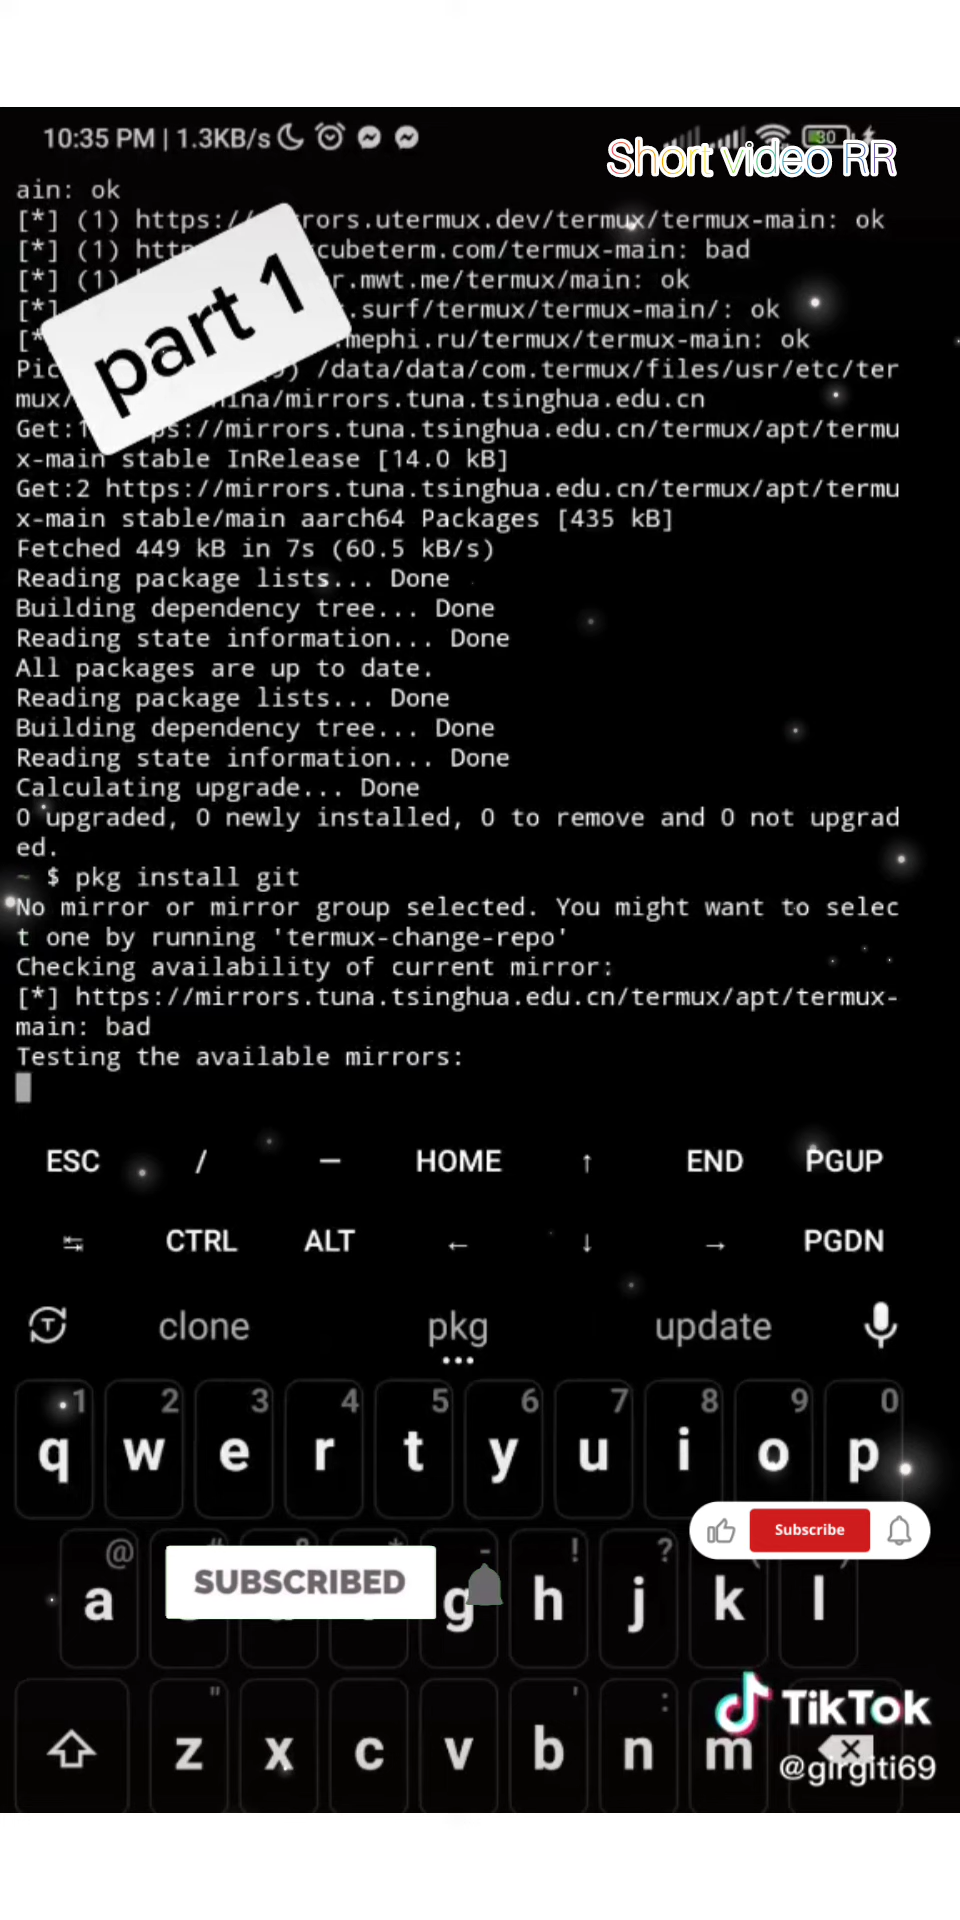 10:35 PM | 1.3KB/s
30
Short video RR
ain: ok
[*] (1) https:// rors.utermux.dev/termux/termux-main: ok
[*] (1) htt cubeterm.com/termux-main: bad
[*] (1) r.mwt.me/termux/main: ok
[*] .surf/termux/termux-main/: ok
[* mephi.ru/termux/termux-main: ok
part 1
Pic ) /data/data/com.termux/files/usr/etc/ter
mux/ ina/mirrors.tuna.tsinghua.edu.cn
Get:1 ps://mirrors.tuna.tsinghua.edu.cn/termux/apt/termu
x-main stable InRelease [14.0 kB]
Get:2 https://mirrors.tuna.tsinghua.edu.cn/termux/apt/termu
x-main stable/main aarch64 Packages [435 kB]
Fetched 449 kB in 7s (60.5 kB/s)
Reading package lists... Done
Building dependency tree... Done
Reading state information... Done
All packages are up to date.
Reading package lists... Done
Building dependency tree... Done
Reading state information... Done
Calculating upgrade... Done
0 upgraded, 0 newly installed, 0 to remove and 0 not upgrad
ed.
~ $ pkg install git
No mirror or mirror group selected. You might want to selec
t one by running 'termux-change-repo'
Checking availability of current mirror:
[*] https://mirrors.tuna.tsinghua.edu.cn/termux/apt/termux-
main: bad
Testing the available mirrors:
ESC / — HOME ↑ END PGUP
⇆ CTRL ALT ← ↓ → PGDN
clone pkg update
1 2 3 4 5 6 7 8 9 0
q w e r t y u i o p
Subscribe
@ - ! ?
a g h j k l
SUBSCRIBED
" ' :
z x c v b n m
TikTok
@girgiti69